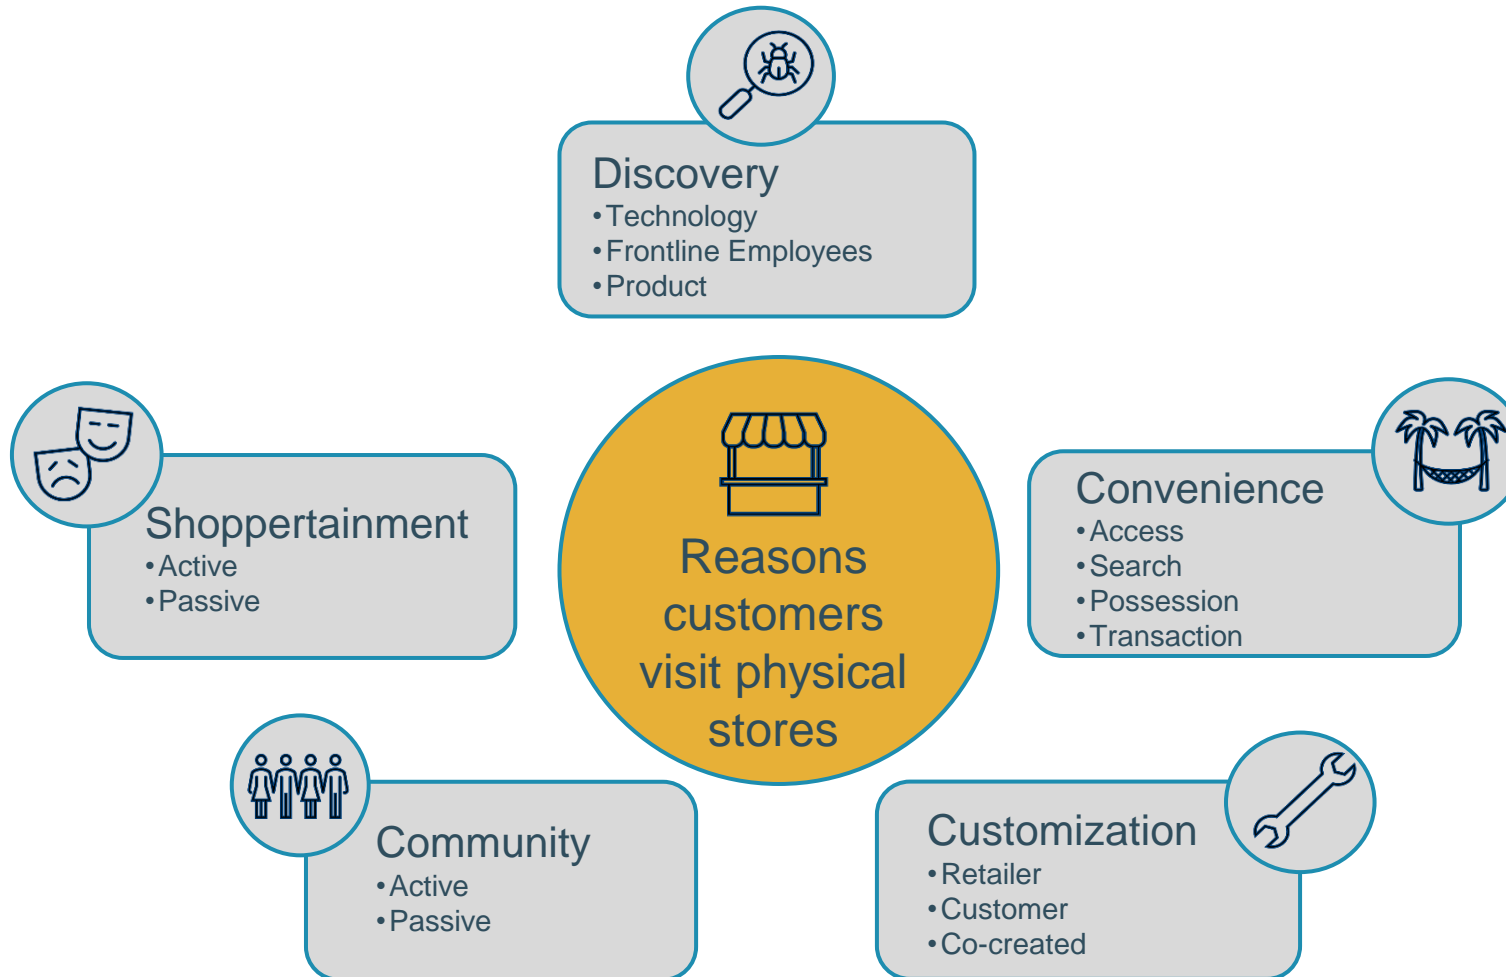 Discovery
•Technology
•Frontline Employees
•Product
Shoppertainment
•Active
•Passive
Reasons
customers
visit physical
stores
Convenience
•Access
•Search
•Possession
•Transaction
Community
•Active
•Passive
Customization
•Retailer
•Customer
•Co-created